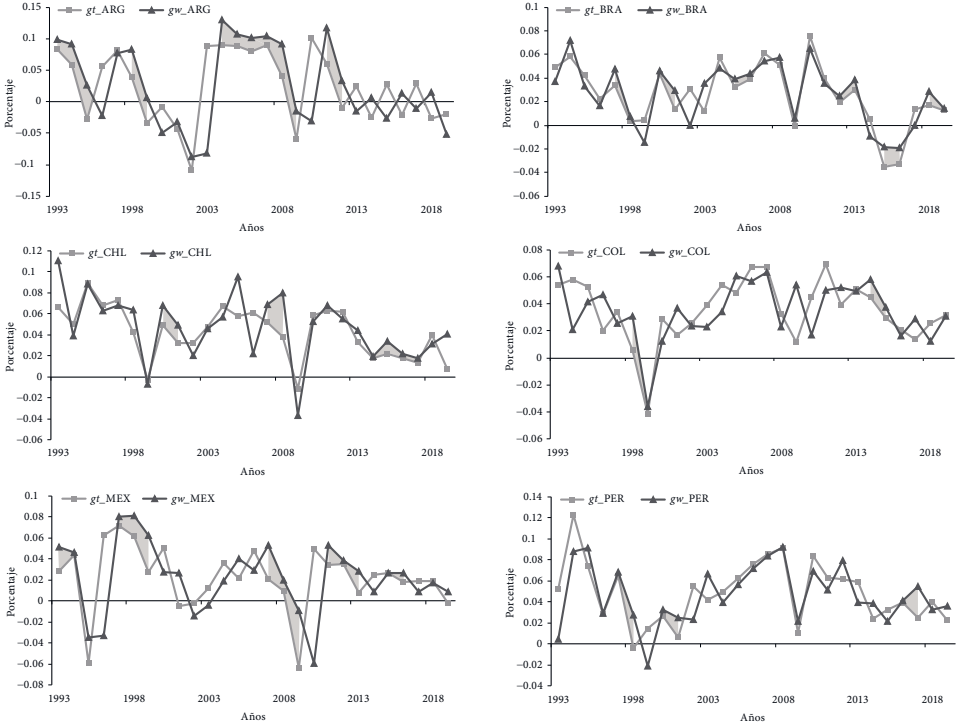 gt_ARG gw_ARG
0.15
0.1
0.05
0
−0.05
−0.1
−0.15
Porcentaje
1993 1998 2003 2008 2013 2018
Años
gt_BRA gw_BRA
0.1
0.08
0.06
0.04
0.02
0
−0.02
−0.04
−0.06
Porcentaje
1993 1998 2003 2008 2013 2018
Años
gt_CHL gw_CHL
0.12
0.1
0.08
0.06
0.04
0.02
0
−0.02
−0.04
−0.06
Porcentaje
1993 1998 2003 2008 2013 2018
Años
gt_COL gw_COL
0.08
0.06
0.04
0.02
0
−0.02
−0.04
−0.06
Porcentaje
1993 1998 2003 2008 2013 2018
Años
gt_MEX gw_MEX
0.1
0.08
0.06
0.04
0.02
0
−0.02
−0.04
−0.06
−0.08
Porcentaje
1993 1998 2003 2008 2013 2018
Años
gt_PER gw_PER
0.14
0.12
0.1
0.08
0.06
0.04
0.02
0
−0.02
−0.04
Porcentaje
1993 1998 2003 2008 2013 2018
Años